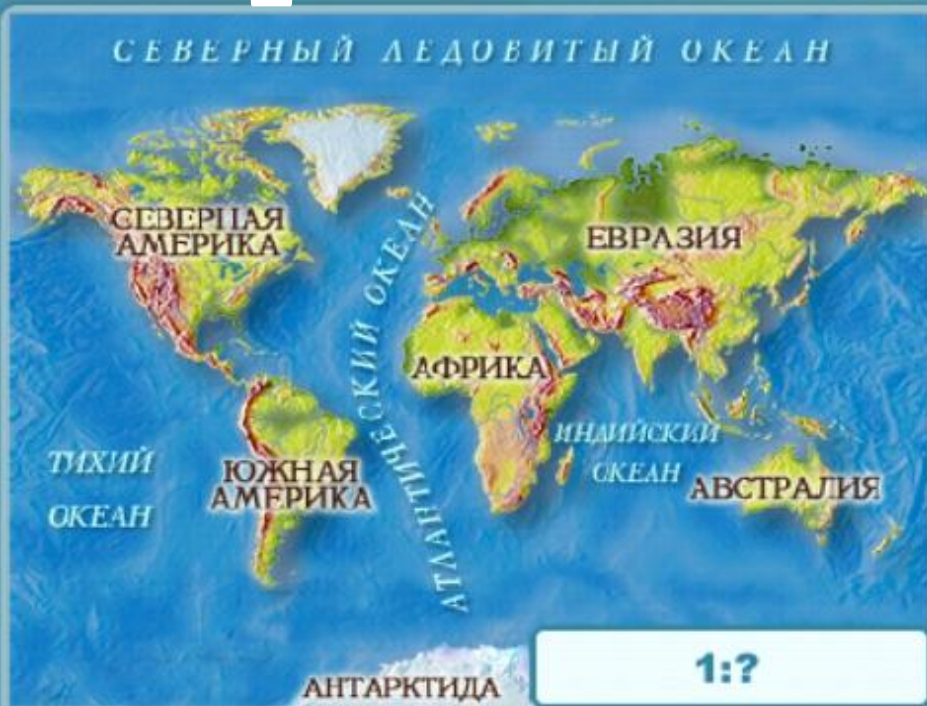 СЕВЕРНЫЙ ЛЕДОВИТЫЙ ОКЕАН
СЕВЕРНАЯ
АМЕРИКА
АТЛАНТИЧЕСКИЙ ОКЕАН
ЕВРАЗИЯ
АФРИКА
ТИХИЙ
ОКЕАН
ЮЖНАЯ
АМЕРИКА
ИНДИЙСКИЙ
ОКЕАН
АВСТРАЛИЯ
АНТАРКТИДА
1:?